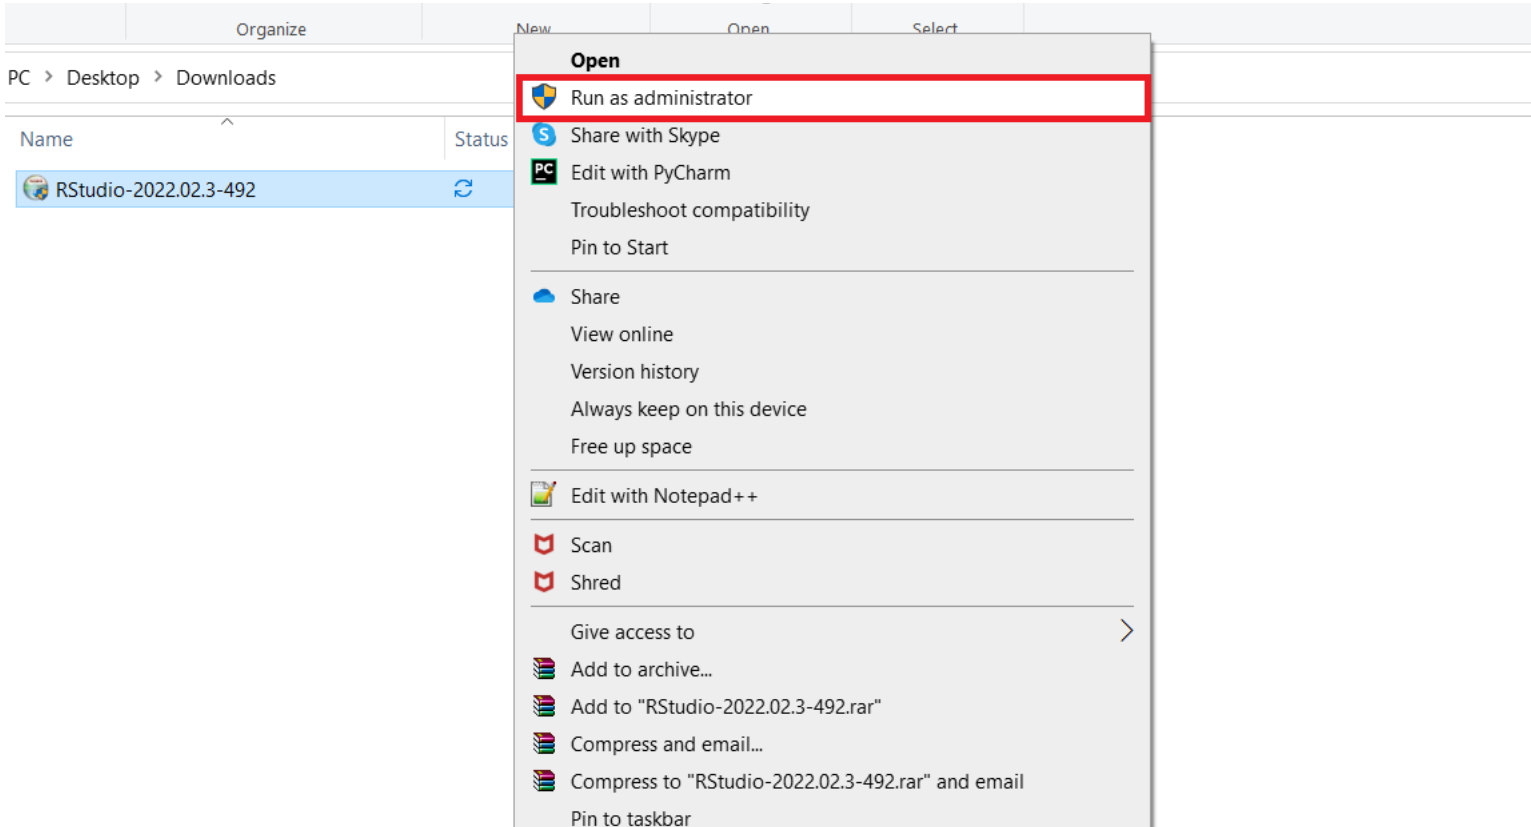 Organize New Open Select
PC > Desktop > Downloads
Name Status
RStudio-2022.02.3-492
Open
Run as administrator
S Share with Skype
PC Edit with PyCharm
Troubleshoot compatibility
Pin to Start
Share
View online
Version history
Always keep on this device
Free up space
Edit with Notepad++
Scan
Shred
Give access to
Add to archive...
Add to "RStudio-2022.02.3-492.rar"
Compress and email...
Compress to "RStudio-2022.02.3-492.rar" and email
Pin to taskbar